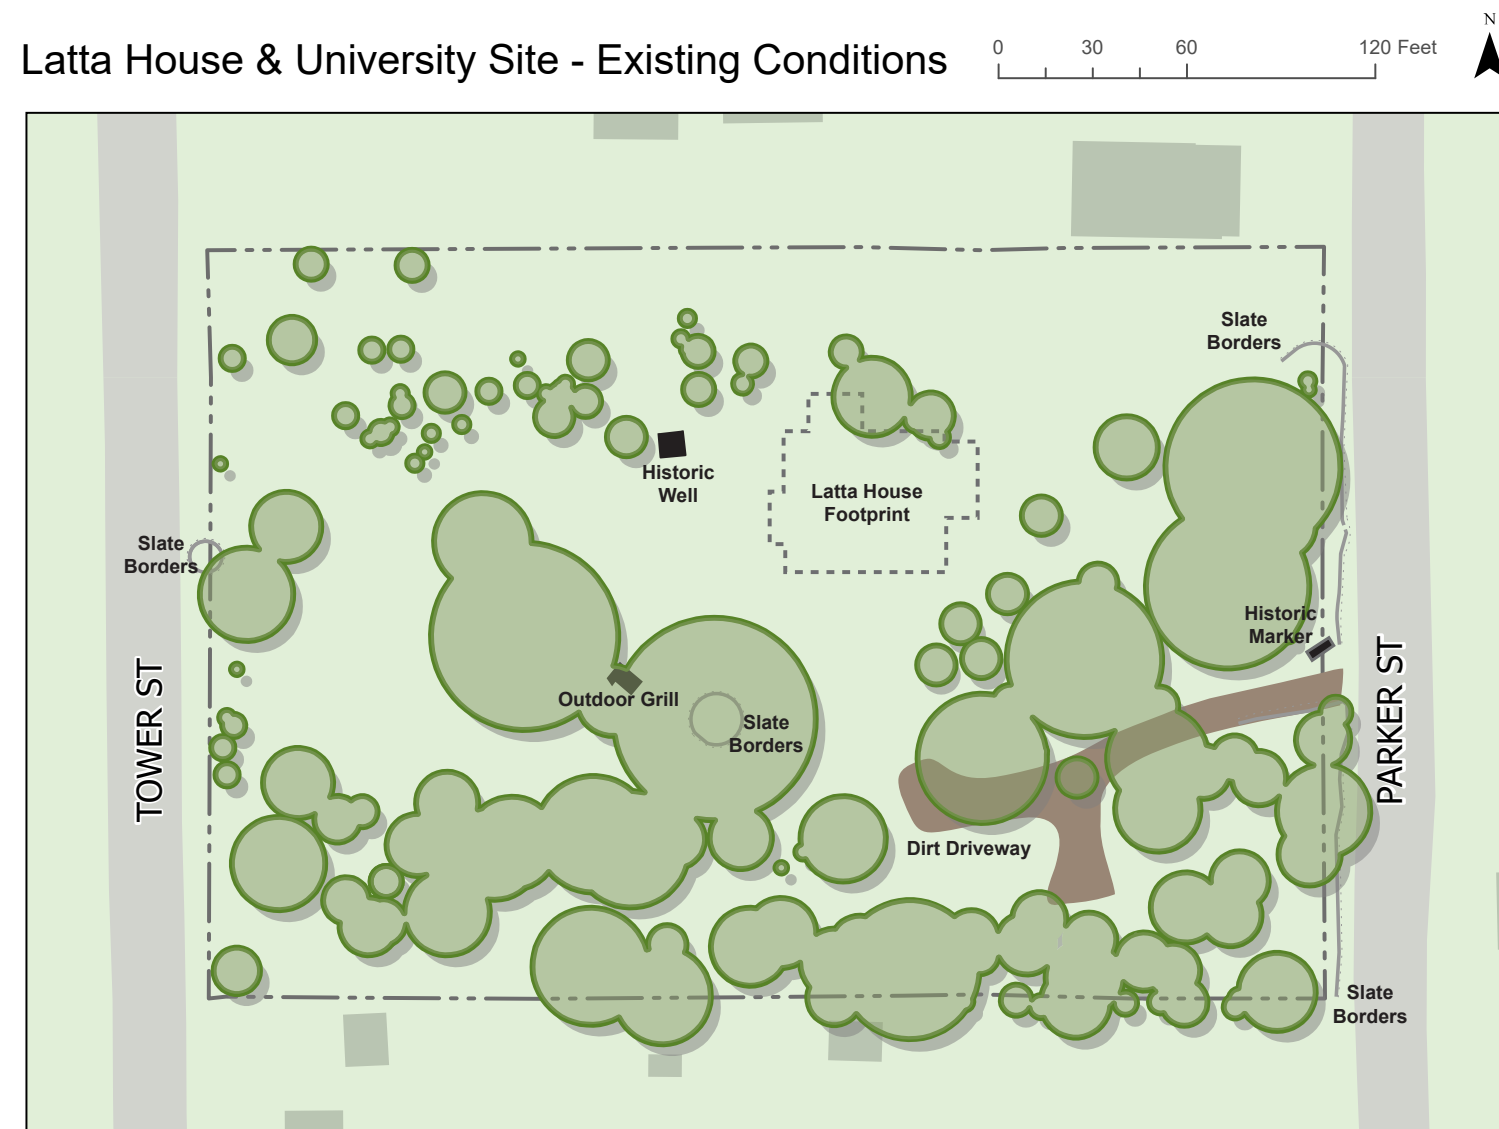 N
Latta House & University Site - Existing Conditions
0 30 60 120 Feet
Slate
Borders
Historic
Well
Latta House
Footprint
Slate
Borders
Historic
Marker
Outdoor Grill
Slate
Borders
TOWER ST
PARKER ST
Dirt Driveway
Slate
Borders